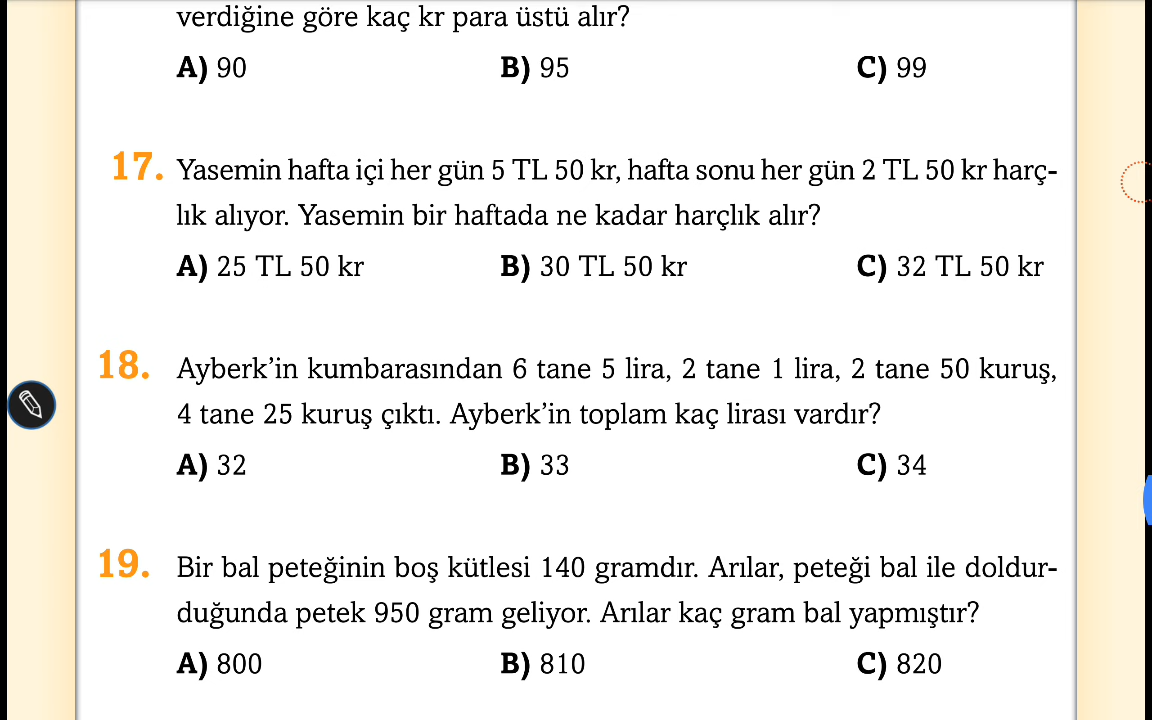 verdiğine göre kaç kr para üstü alır?
A) 90 B) 95 C) 99
17. Yasemin hafta içi her gün 5 TL 50 kr, hafta sonu her gün 2 TL 50 kr harç-
lık alıyor. Yasemin bir haftada ne kadar harçlık alır?
A) 25 TL 50 kr B) 30 TL 50 kr C) 32 TL 50 kr
18. Ayberk’in kumbarasından 6 tane 5 lira, 2 tane 1 lira, 2 tane 50 kuruş,
4 tane 25 kuruş çıktı. Ayberk’in toplam kaç lirası vardır?
A) 32 B) 33 C) 34
19. Bir bal peteğinin boş kütlesi 140 gramdır. Arılar, peteği bal ile doldur-
duğunda petek 950 gram geliyor. Arılar kaç gram bal yapmıştır?
A) 800 B) 810 C) 820